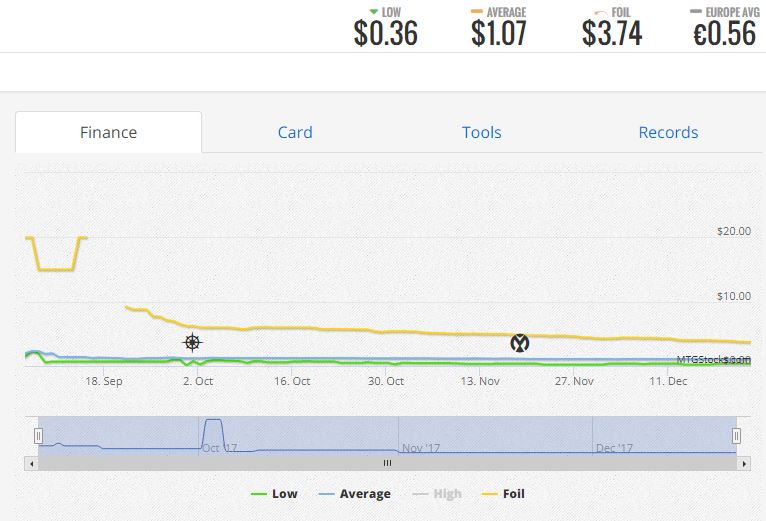 LOW AVERAGE FOIL EUROPE AVG
$0.36 $1.07 $3.74 €0.56
Finance Card Tools Records
$20.00
$10.00
$0.00
MTGStocks.com
18. Sep 2. Oct 16. Oct 30. Oct 13. Nov 27. Nov 11. Dec
Oct '17 Nov '17 Dec '17
Low Average High Foil